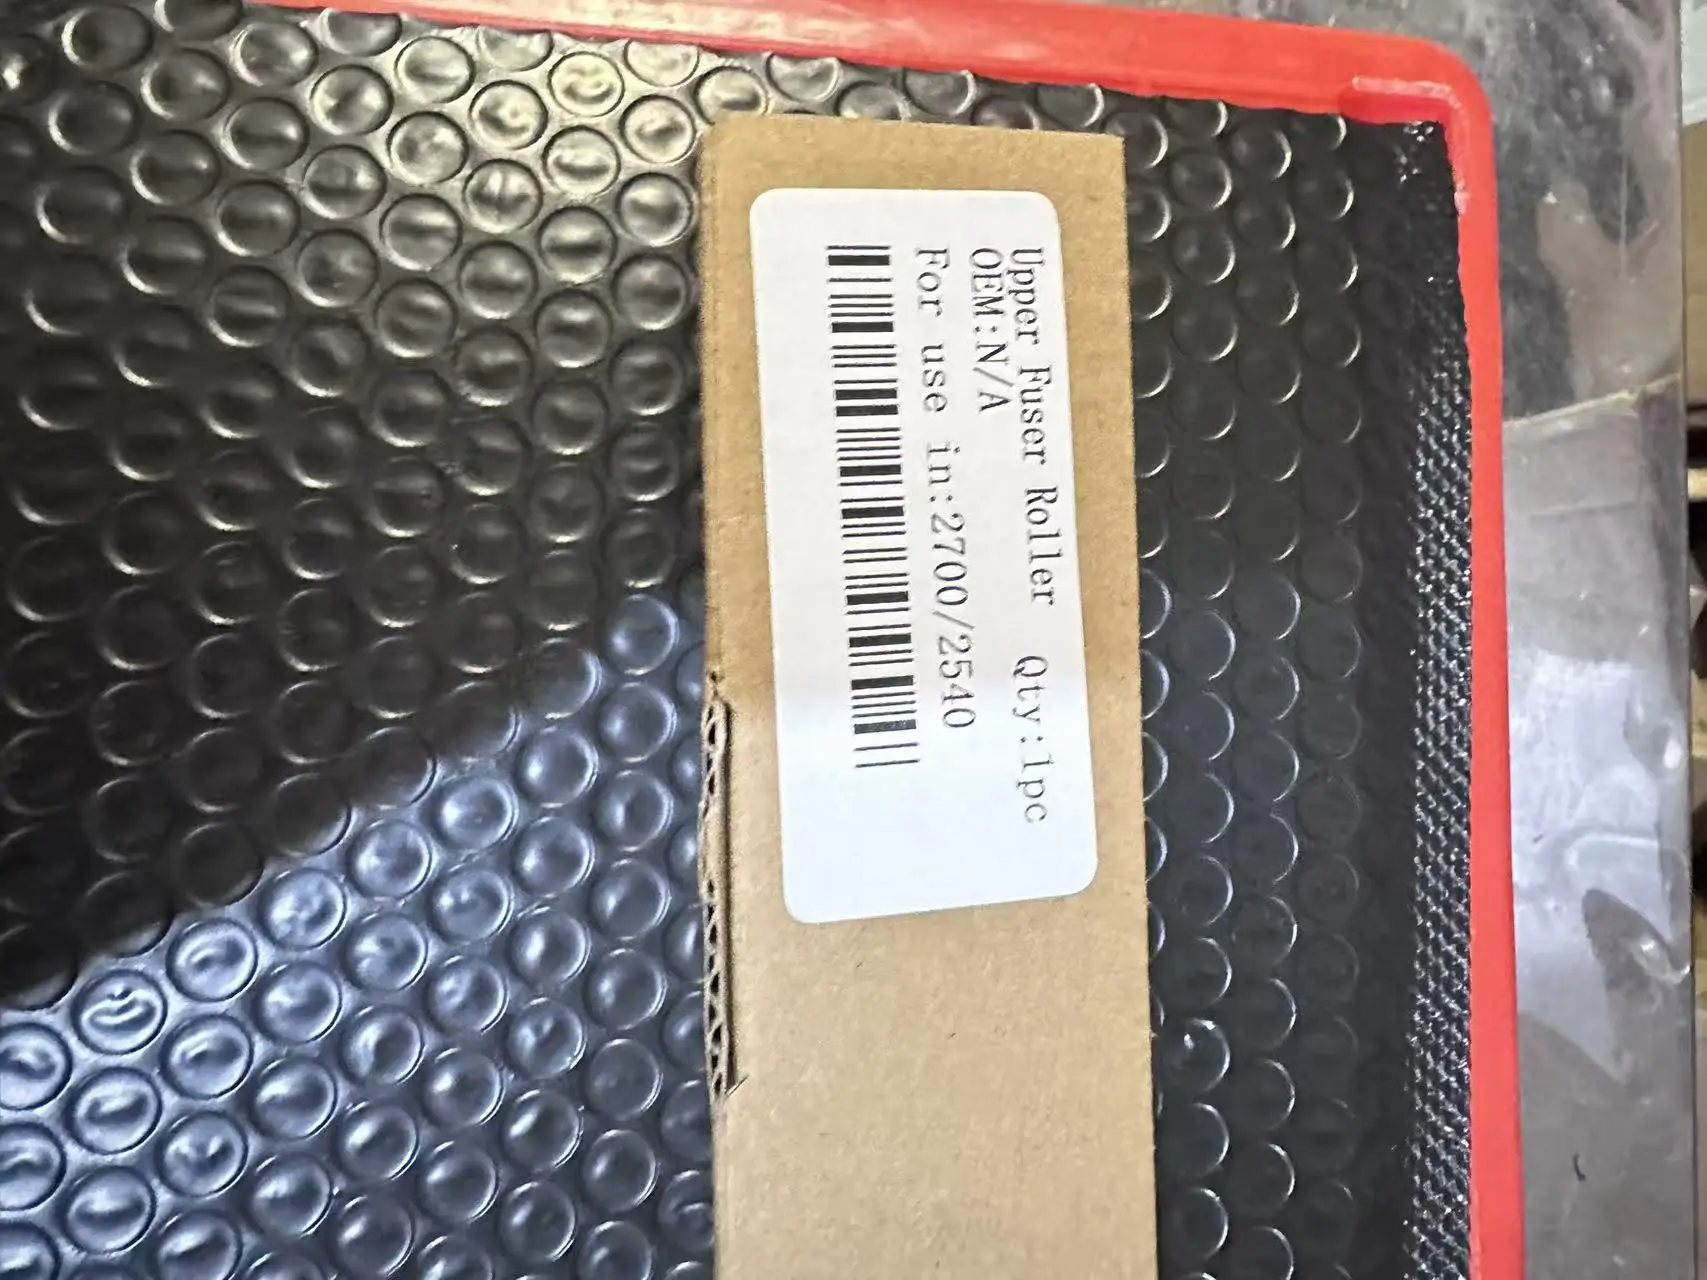 Upper Fuser Roller Qty:1pc
OEM:N/A
For use in:2700/2540